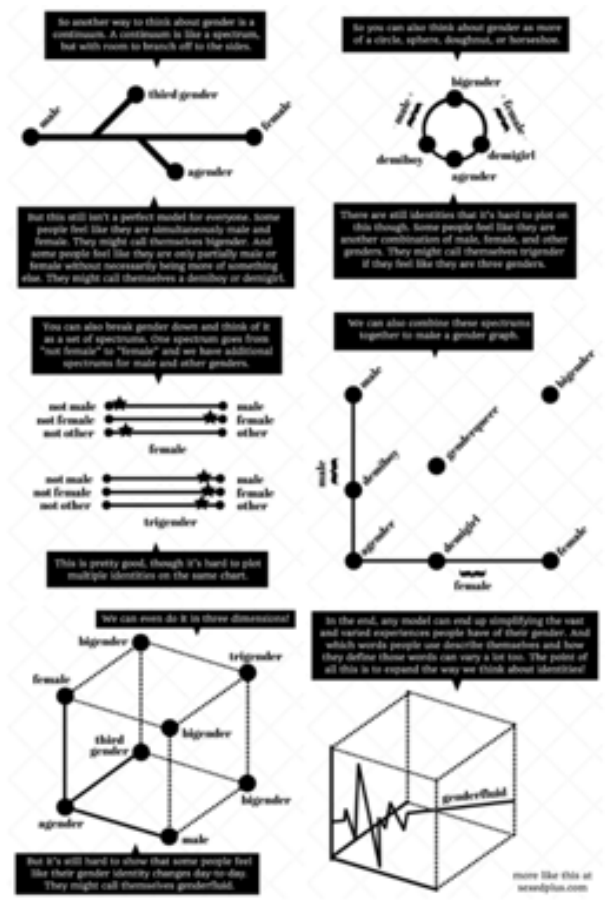 So another way to think about gender is a
continuum. A continuum is like a spectrum,
but with room to branch off to the sides.
male
third gender
female
agender
But this still isn't a perfect model for everyone. Some
people feel like they are simultaneously male and
female. They might call themselves bigender. And
some people feel like they are only partially male or
female without necessarily being more of something
else. They might call themselves a demiboy or demigirl.
So you can also think about gender as more
of a circle, sphere, doughnut, or horseshoe.
bigender
male
female
demiboy
demigirl
agender
There are still identities that it's hard to plot on
this though. Some people feel like they are
another combination of male, female, and other
genders. They might call themselves trigender
if they feel like they are three genders.
You can also break gender down and think of it
as a set of spectrums. One spectrum goes from
"not female" to "female" and we have additional
spectrums for male and other genders.
not male male
not female female
not other other
female
not male male
not female female
not other other
trigender
This is pretty good, though it's hard to plot
multiple identities on the same chart.
We can also combine these spectrums
together to make a gender graph.
male
bigender
genderqueer
male
demiboy
agender
demigirl
female
female
We can even do it in three dimensions!
bigender
trigender
female
bigender
third
gender
bigender
agender
male
But it's still hard to show that some people feel
like their gender identity changes day-to-day.
They might call themselves genderfluid.
In the end, any model can end up simplifying the vast
and varied experiences people have of their gender. And
which words people use describe themselves and how
they define those words can vary a lot too. The point of
all this is to expand the way we think about identities!
genderfluid
more like this at
sexedplus.com